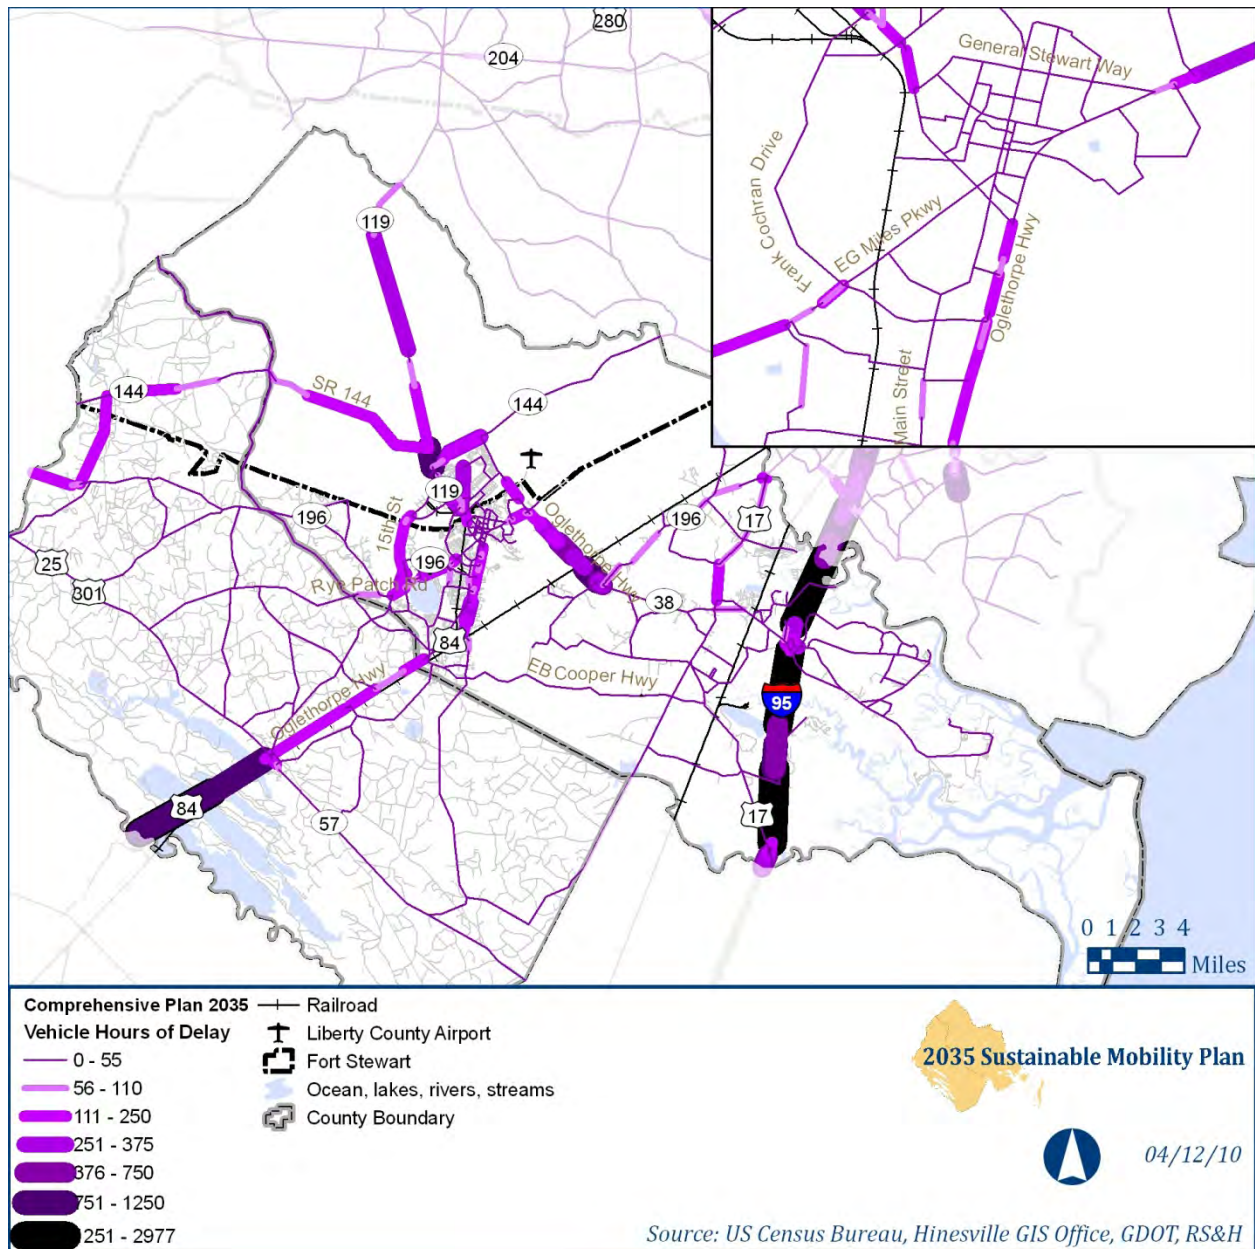 280
204
General Stewart Way
Frank Cochran Drive
EG Miles Pkwy
Oglethorpe Hwy
Main Street
119
SR 144
144
144
119
15th St
196
196
Oglethorpe Hwy
196
17
25
301
Rye Patch Rd
38
84
EB Cooper Hwy
Oglethorpe Hwy
95
84
57
17
0 1 2 3 4
Miles
Comprehensive Plan 2035
Vehicle Hours of Delay
0 - 55
56 - 110
111 - 250
251 - 375
376 - 750
751 - 1250
1251 - 2977
Railroad
Liberty County Airport
Fort Stewart
Ocean, lakes, rivers, streams
County Boundary
2035 Sustainable Mobility Plan
04/12/10
Source: US Census Bureau, Hinesville GIS Office, GDOT, RS&H